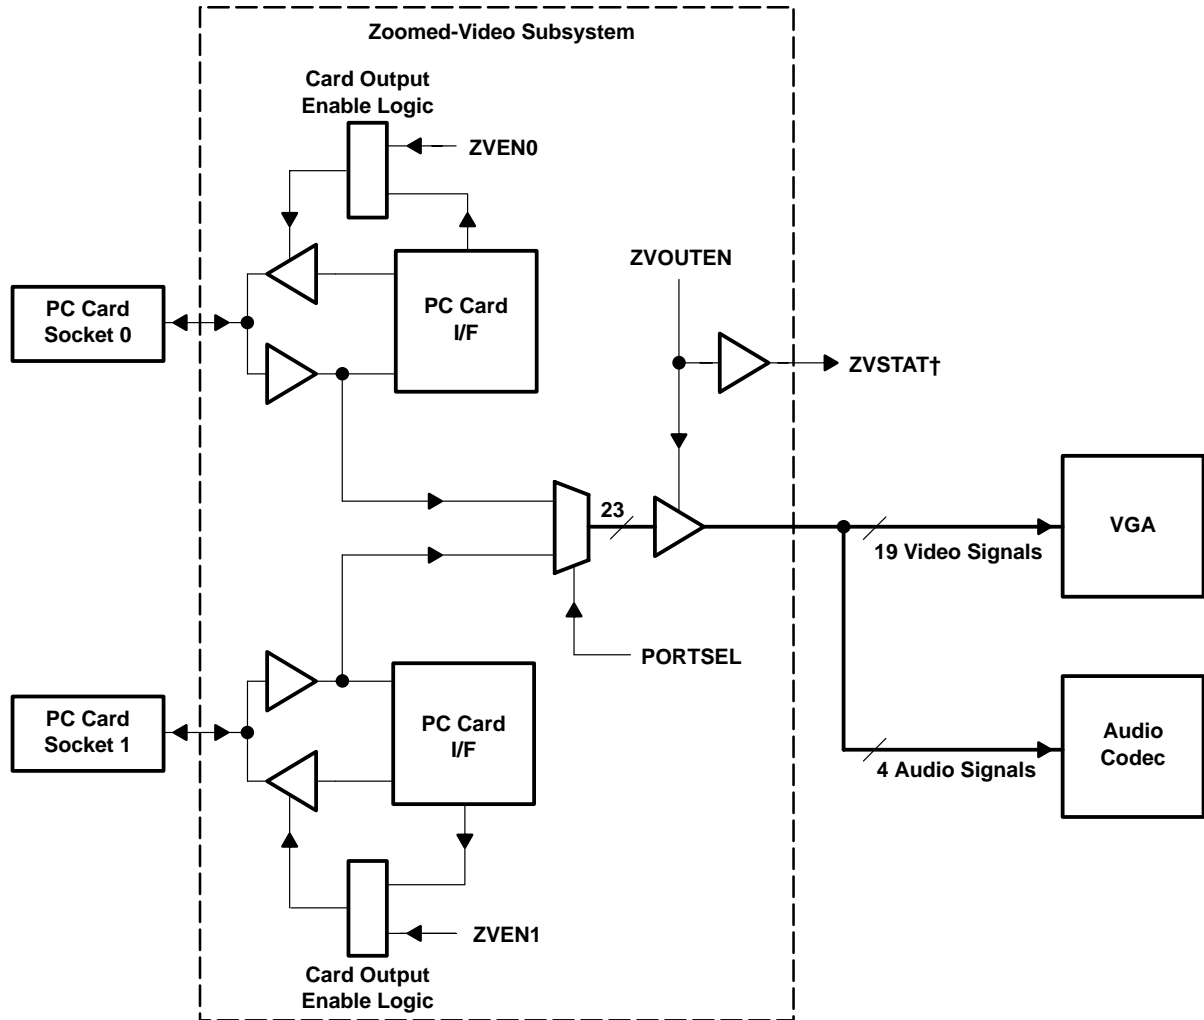 Zoomed-Video Subsystem
Card Output
Enable Logic
ZVEN0
ZVOUTEN
PC Card
Socket 0
PC Card
I/F
ZVSTAT†
23
VGA
19 Video Signals
PORTSEL
PC Card
Socket 1
PC Card
I/F
Audio
Codec
4 Audio Signals
ZVEN1
Card Output
Enable Logic